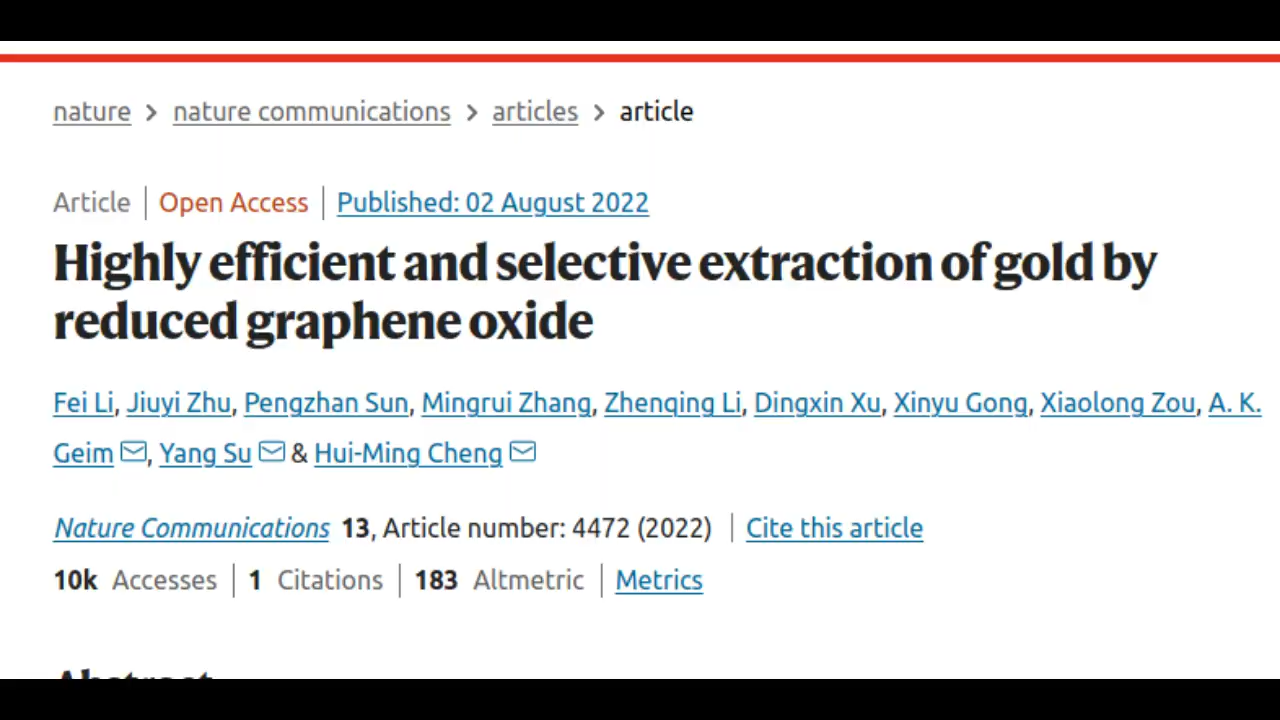 nature > nature communications > articles > article
Article | Open Access | Published: 02 August 2022
Highly efficient and selective extraction of gold by
reduced graphene oxide
Fei Li, Jiuyi Zhu, Pengzhan Sun, Mingrui Zhang, Zhenqing Li, Dingxin Xu, Xinyu Gong, Xiaolong Zou, A. K.
Geim, Yang Su & Hui-Ming Cheng
Nature Communications 13, Article number: 4472 (2022) | Cite this article
10k Accesses | 1 Citations | 183 Altmetric | Metrics
Abstract